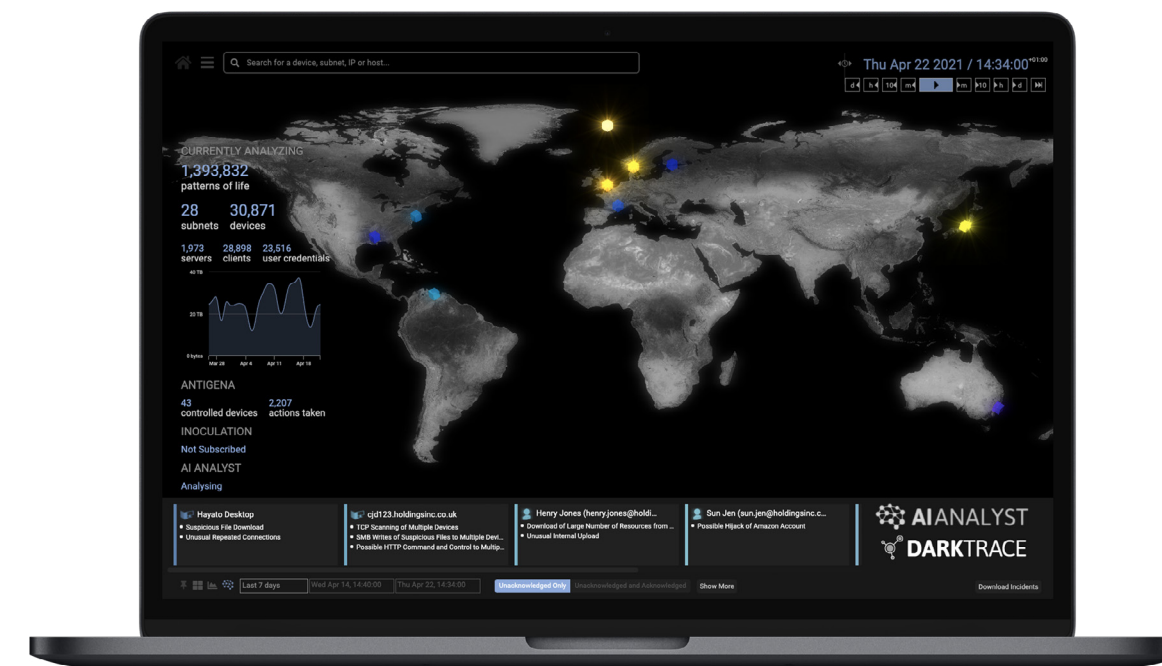 Search for a device, subnet, IP or host...
Thu Apr 22 2021 / 14:34:00 +01:00
d h 10 m m 10 h d
CURRENTLY ANALYZING
1,393,832
patterns of life
28 30,871
subnets devices
1,973 28,898 23,516
servers clients user credentials
40 TB
20 TB
0 bytes
Mar 28 Apr 4 Apr 11 Apr 18
ANTIGENA
43 2,207
controlled devices actions taken
INOCULATION
Not Subscribed
AI ANALYST
Analysing
Hayato Desktop
Suspicious File Download
Unusual Repeated Connections
cjd123.holdingsinc.co.uk
TCP Scanning of Multiple Devices
SMB Writes of Suspicious Files to Multiple Devi...
Possible HTTP Command and Control to Multip...
Henry Jones (henry.jones@holdi...
Download of Large Number of Resources from ...
Unusual Internal Upload
Sun Jen (sun.jen@holdingsinc.c...
Possible Hijack of Amazon Account
AIANALYST
DARKTRACE
Last 7 days Wed Apr 14, 14:40:00 Thu Apr 22, 14:34:00 Unacknowledged Only Unacknowledged and Acknowledged Show More Download Incidents